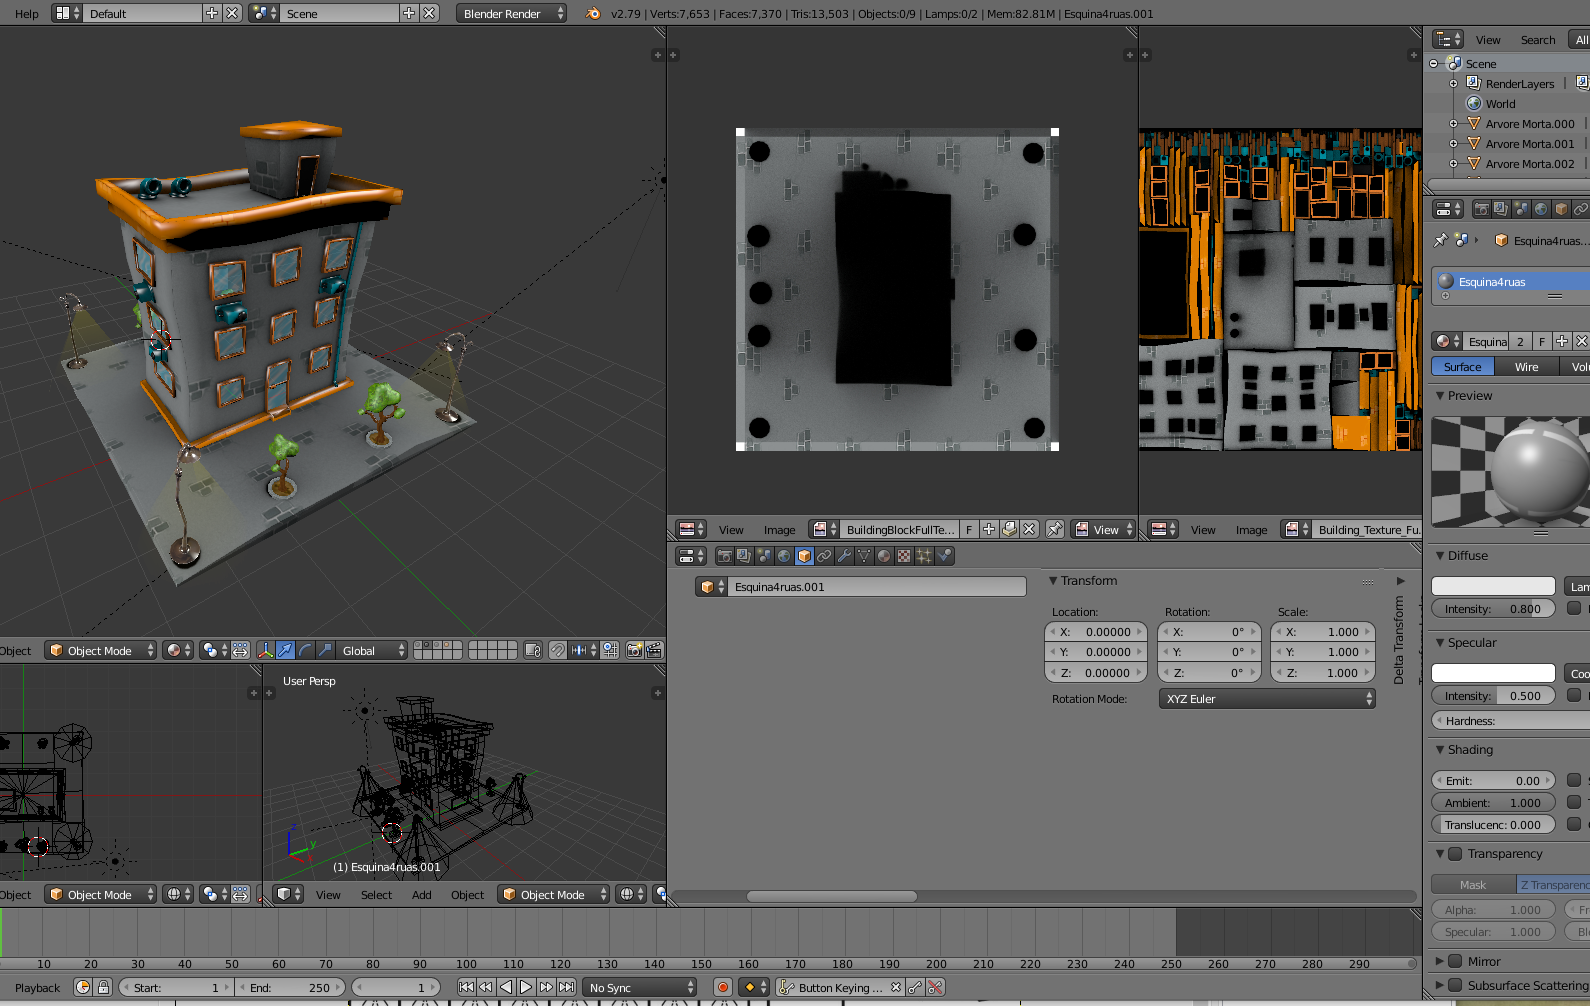 Help Default Scene Blender Render v2.79 | Verts:7,653 | Faces:7,370 | Tris:13,503 | Objects:0/9 | Lamps:0/2 | Mem:82.81M | Esquina4ruas.001
View Search All
Scene
RenderLayers |
World
Arvore Morta.000 |
Arvore Morta.001 |
Arvore Morta.002 |
Esquina4ruas...
Esquina4ruas
Esquina 2 F
Surface Wire Volu
Preview
View Image BuildingBlockFullTe... F View
View Image Building_Texture_Fu...
Esquina4ruas.001
Transform
Location: Rotation: Scale:
X: 0.00000 X: 0° X: 1.000
Y: 0.00000 Y: 0° Y: 1.000
Z: 0.00000 Z: 0° Z: 1.000
Rotation Mode: XYZ Euler
Delta Transform
Diffuse
Lam
Intensity: 0.800
Specular
Coo
Intensity: 0.500
Hardness:
Shading
Emit: 0.00
Ambient: 1.000
Translucenc: 0.000
Transparency
Mask Z Transparenc
Alpha: 1.000 Fr
Specular: 1.000 Ble
Mirror
Subsurface Scattering
Object Object Mode Global
User Persp
z
y
(1) Esquina4ruas.001
Object Object Mode
View Select Add Object Object Mode
10 20 30 40 50 60 70 80 90 100 110 120 130 140 150 160 170 180 190 200 210 220 230 240 250 260 270 280 290
Playback Start: 1 End: 250 1 No Sync Button Keying ...